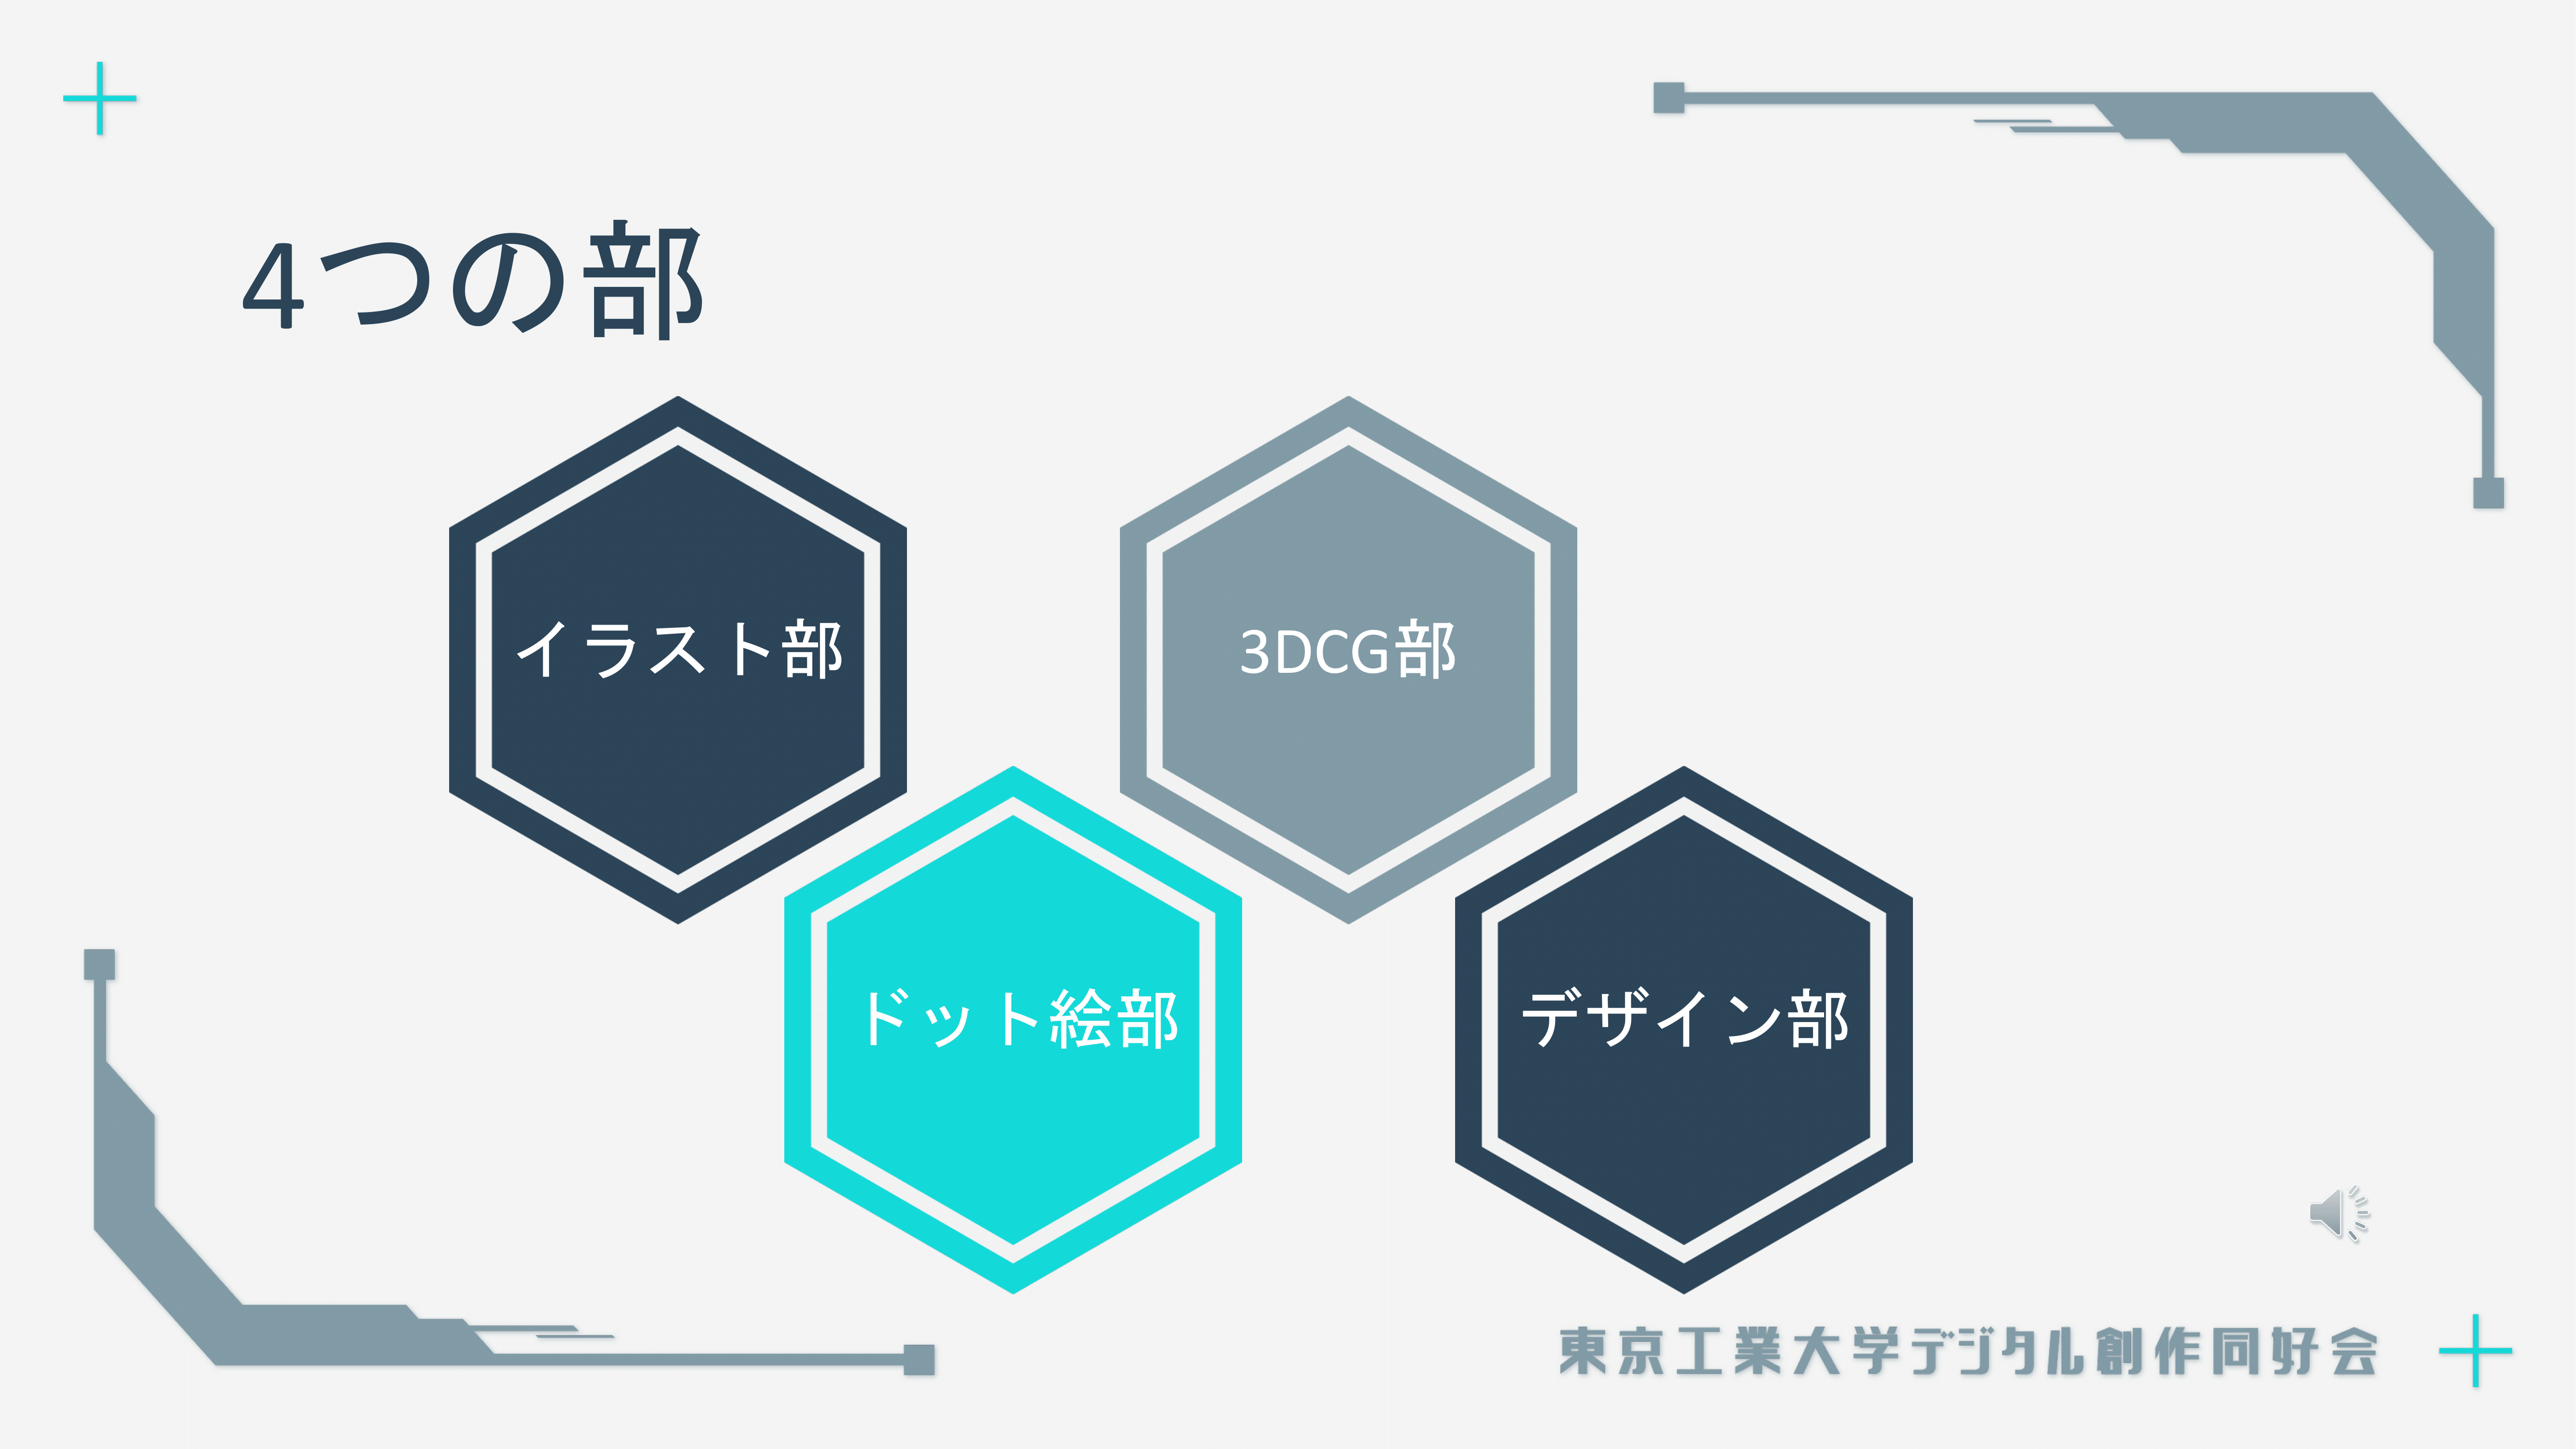 4つの部
イラスト部
3DCG部
ドット絵部
デザイン部
東京工業大学デジタル創作同好会